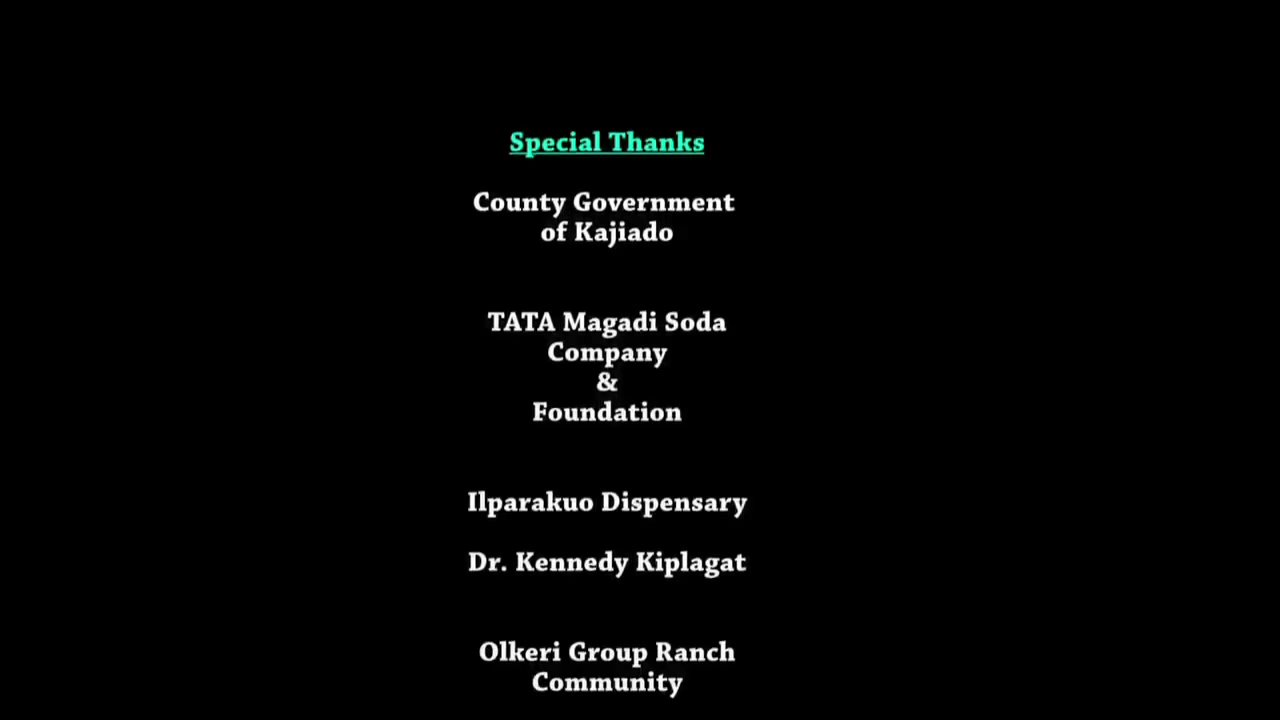 Special Thanks
County Government
of Kajiado
TATA Magadi Soda
Company
&
Foundation
Ilparakuo Dispensary
Dr. Kennedy Kiplagat
Olkeri Group Ranch
Community